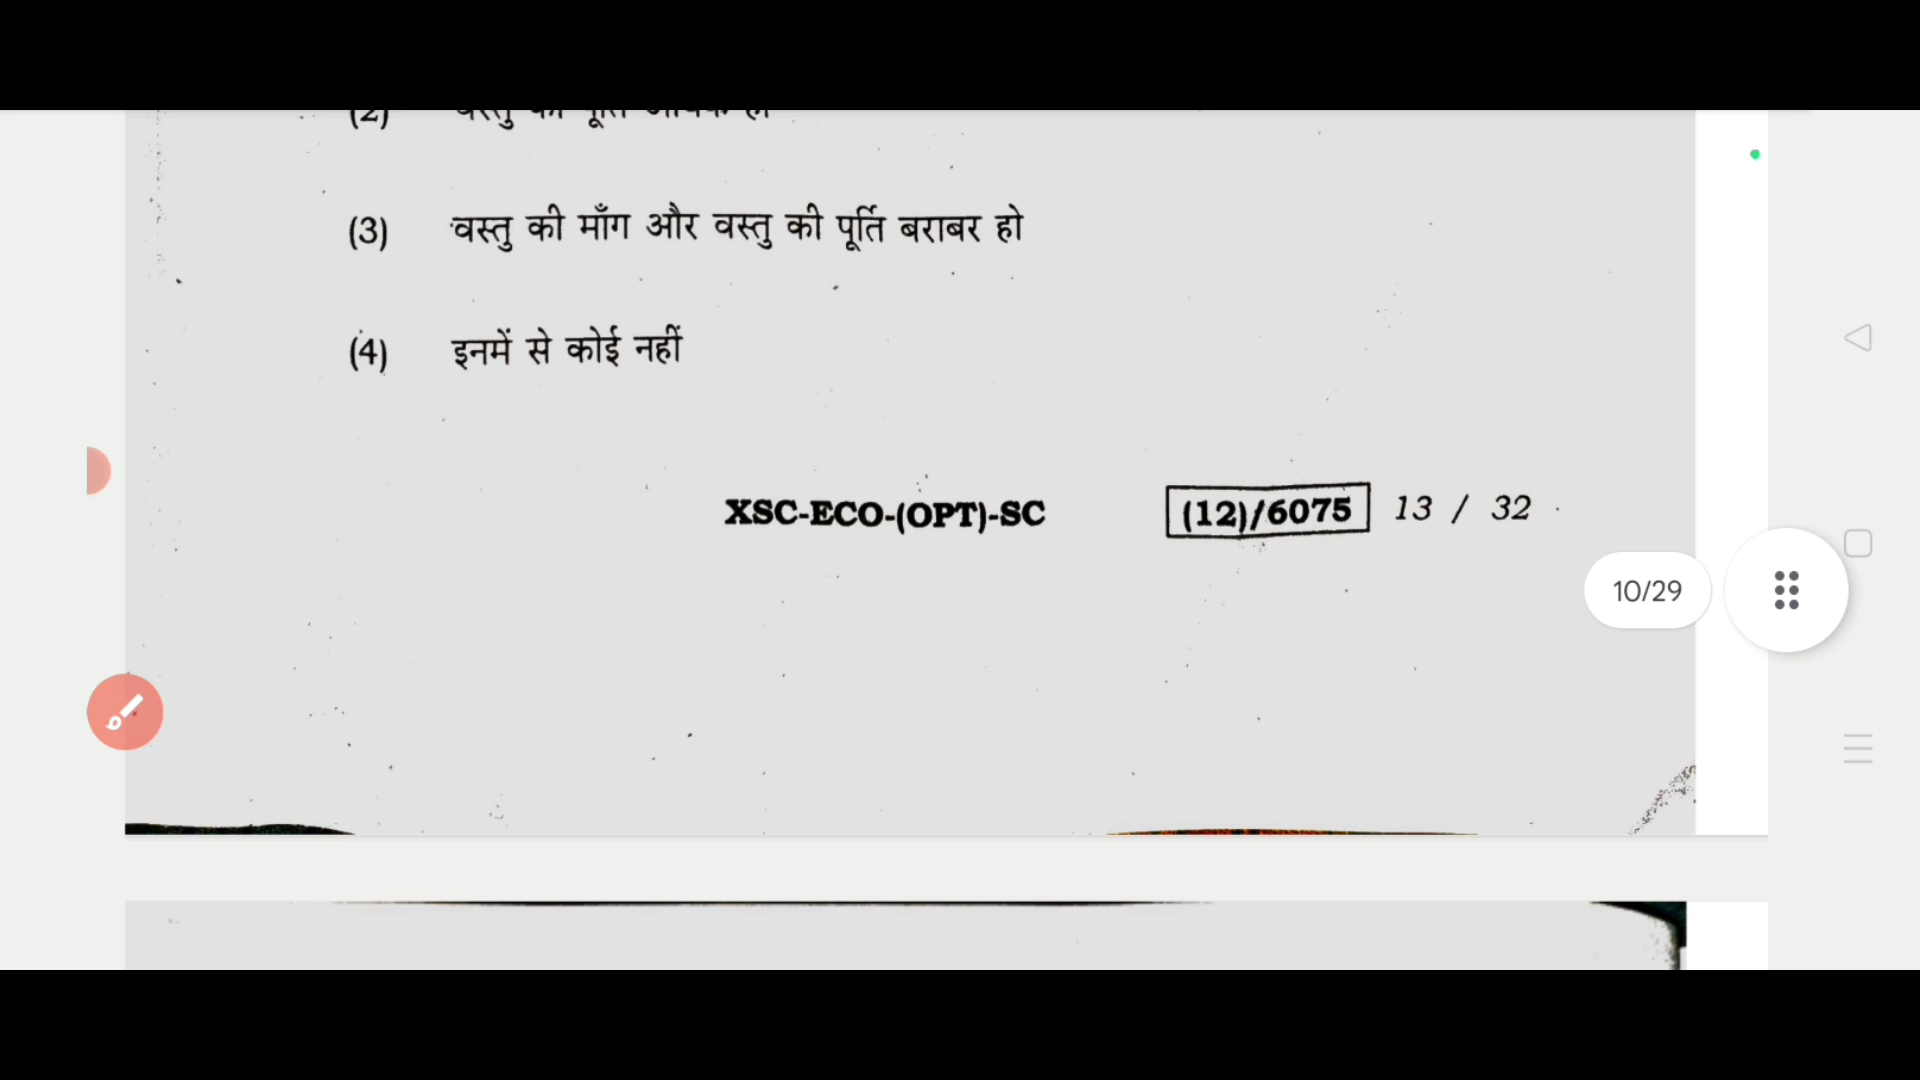 (2)
(3) वस्तु की माँग और वस्तु की पूर्ति बराबर हो
(4) इनमें से कोई नहीं
XSC-ECO-(OPT)-SC (12)/6075 13 / 32
10/29